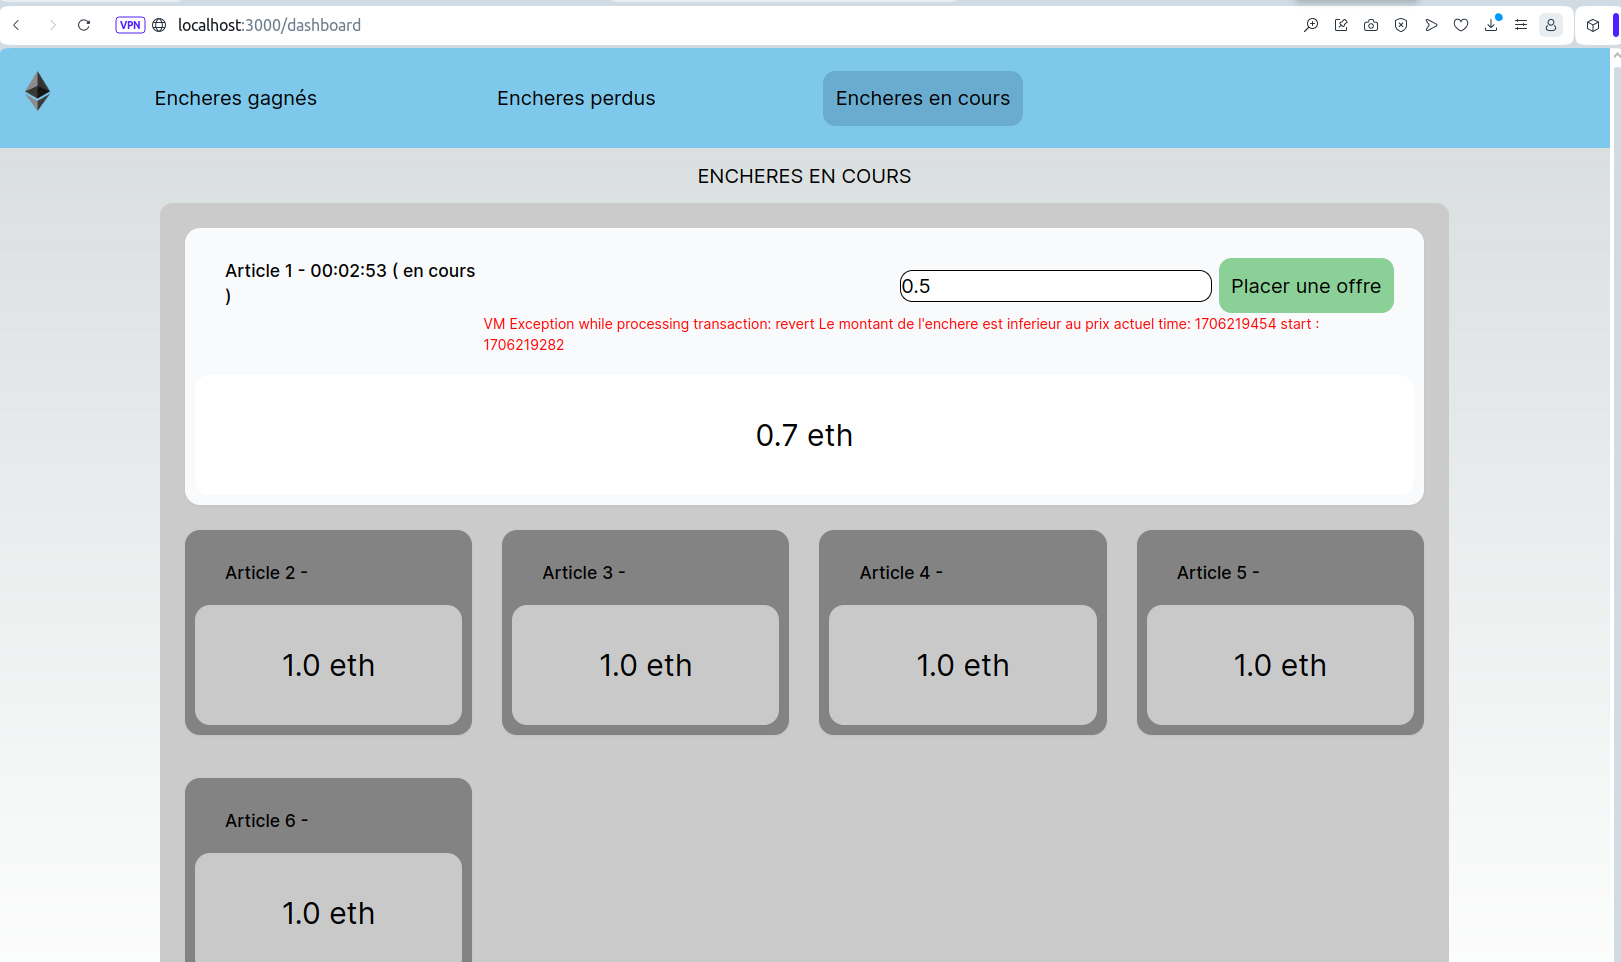 VPN localhost:3000/dashboard
Encheres gagnés
Encheres perdus
Encheres en cours
ENCHERES EN COURS
Article 1 - 00:02:53 ( en cours
)
0.5
Placer une offre
VM Exception while processing transaction: revert Le montant de l'enchere est inferieur au prix actuel time: 1706219454 start :
1706219282
0.7 eth
Article 2 -
1.0 eth
Article 3 -
1.0 eth
Article 4 -
1.0 eth
Article 5 -
1.0 eth
Article 6 -
1.0 eth